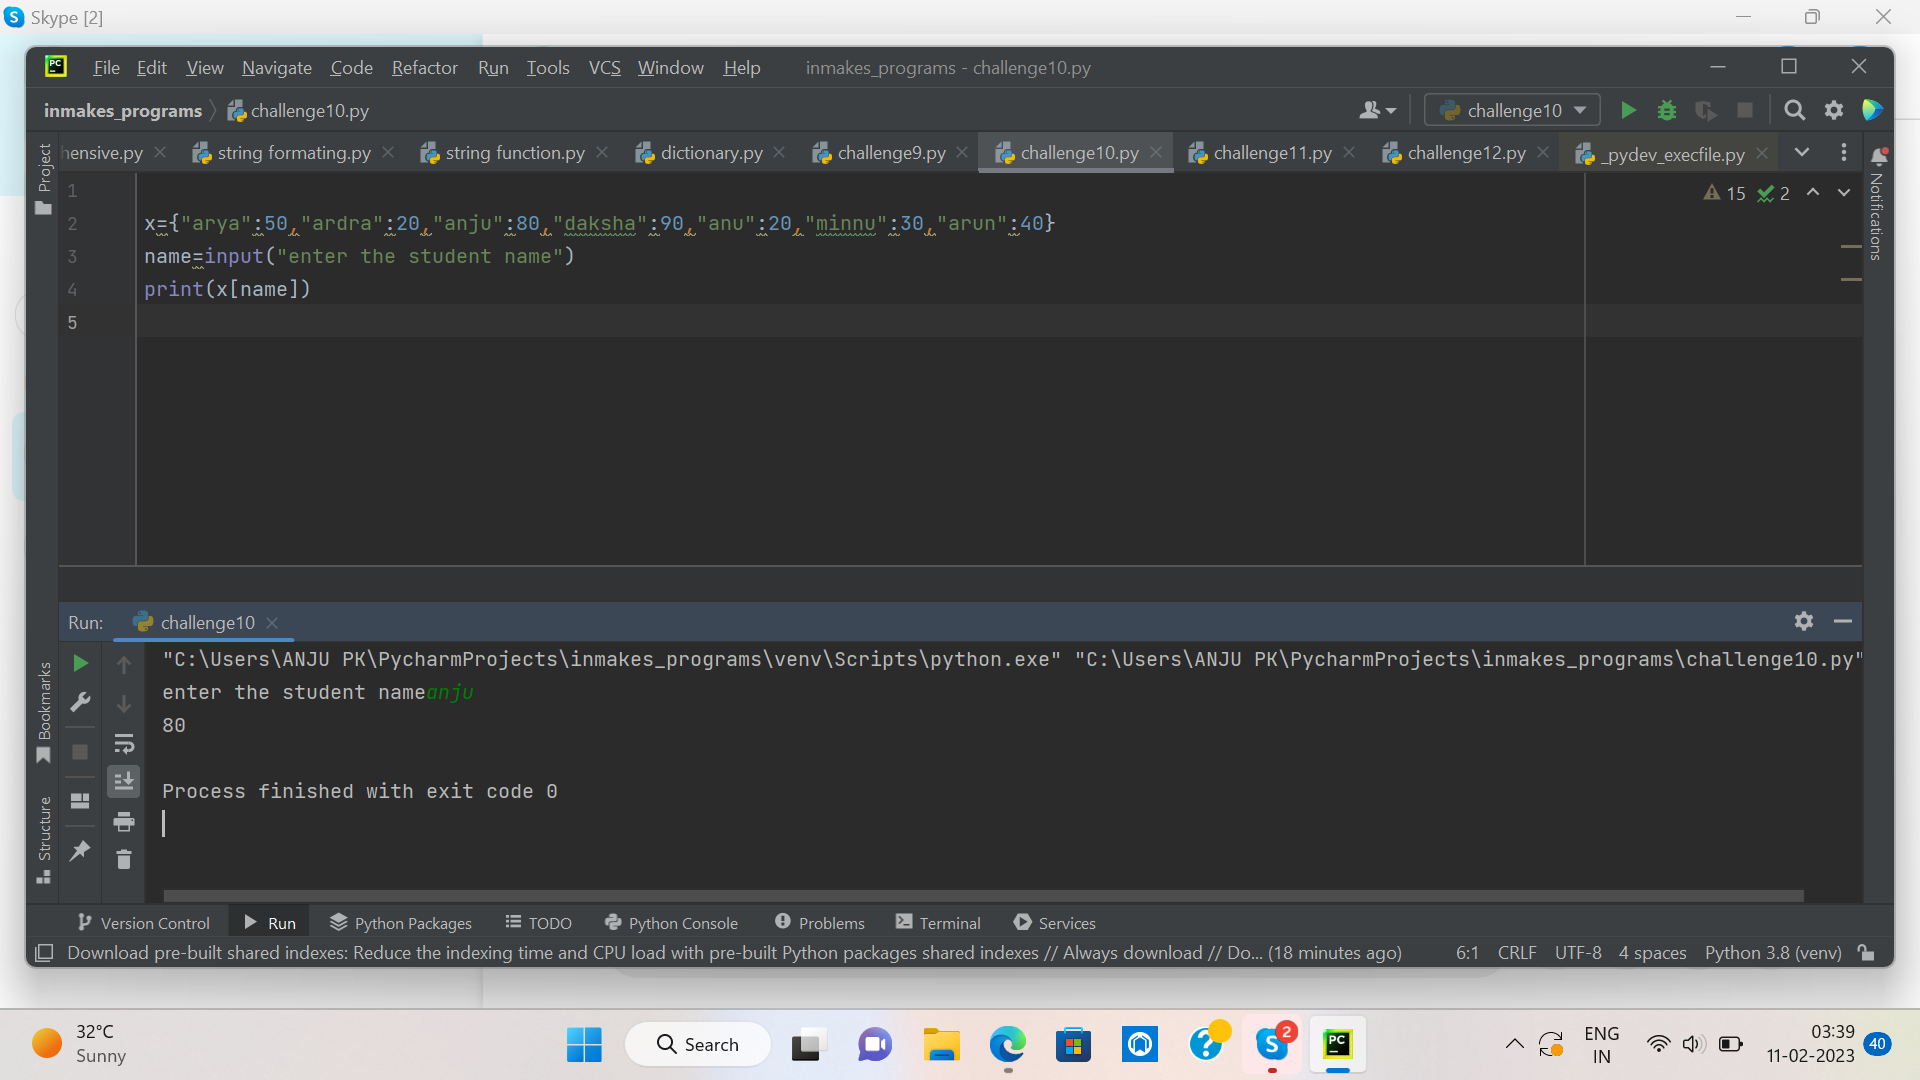 Skype [2]
PC
File Edit View Navigate Code Refactor Run Tools VCS Window Help inmakes_programs - challenge10.py
inmakes_programs challenge10.py challenge10
hensive.py string formating.py string function.py dictionary.py challenge9.py challenge10.py challenge11.py challenge12.py _pydev_execfile.py
Project
Notifications
15 2
1
2 x={"arya":50,"ardra":20,"anju":80,"daksha":90,"anu":20,"minnu":30,"arun":40}
3 name=input("enter the student name")
4 print(x[name])
5
Run: challenge10
"C:\Users\ANJU PK\PycharmProjects\inmakes_programs\venv\Scripts\python.exe" "C:\Users\ANJU PK\PycharmProjects\inmakes_programs\challenge10.py"
enter the student nameanju
80
Process finished with exit code 0
Bookmarks
Structure
Version Control Run Python Packages TODO Python Console Problems Terminal Services
Download pre-built shared indexes: Reduce the indexing time and CPU load with pre-built Python packages shared indexes // Always download // Do... (18 minutes ago) 6:1 CRLF UTF-8 4 spaces Python 3.8 (venv)
32°C
Sunny
Search
2
PC
ENG
IN
03:39
11-02-2023
40